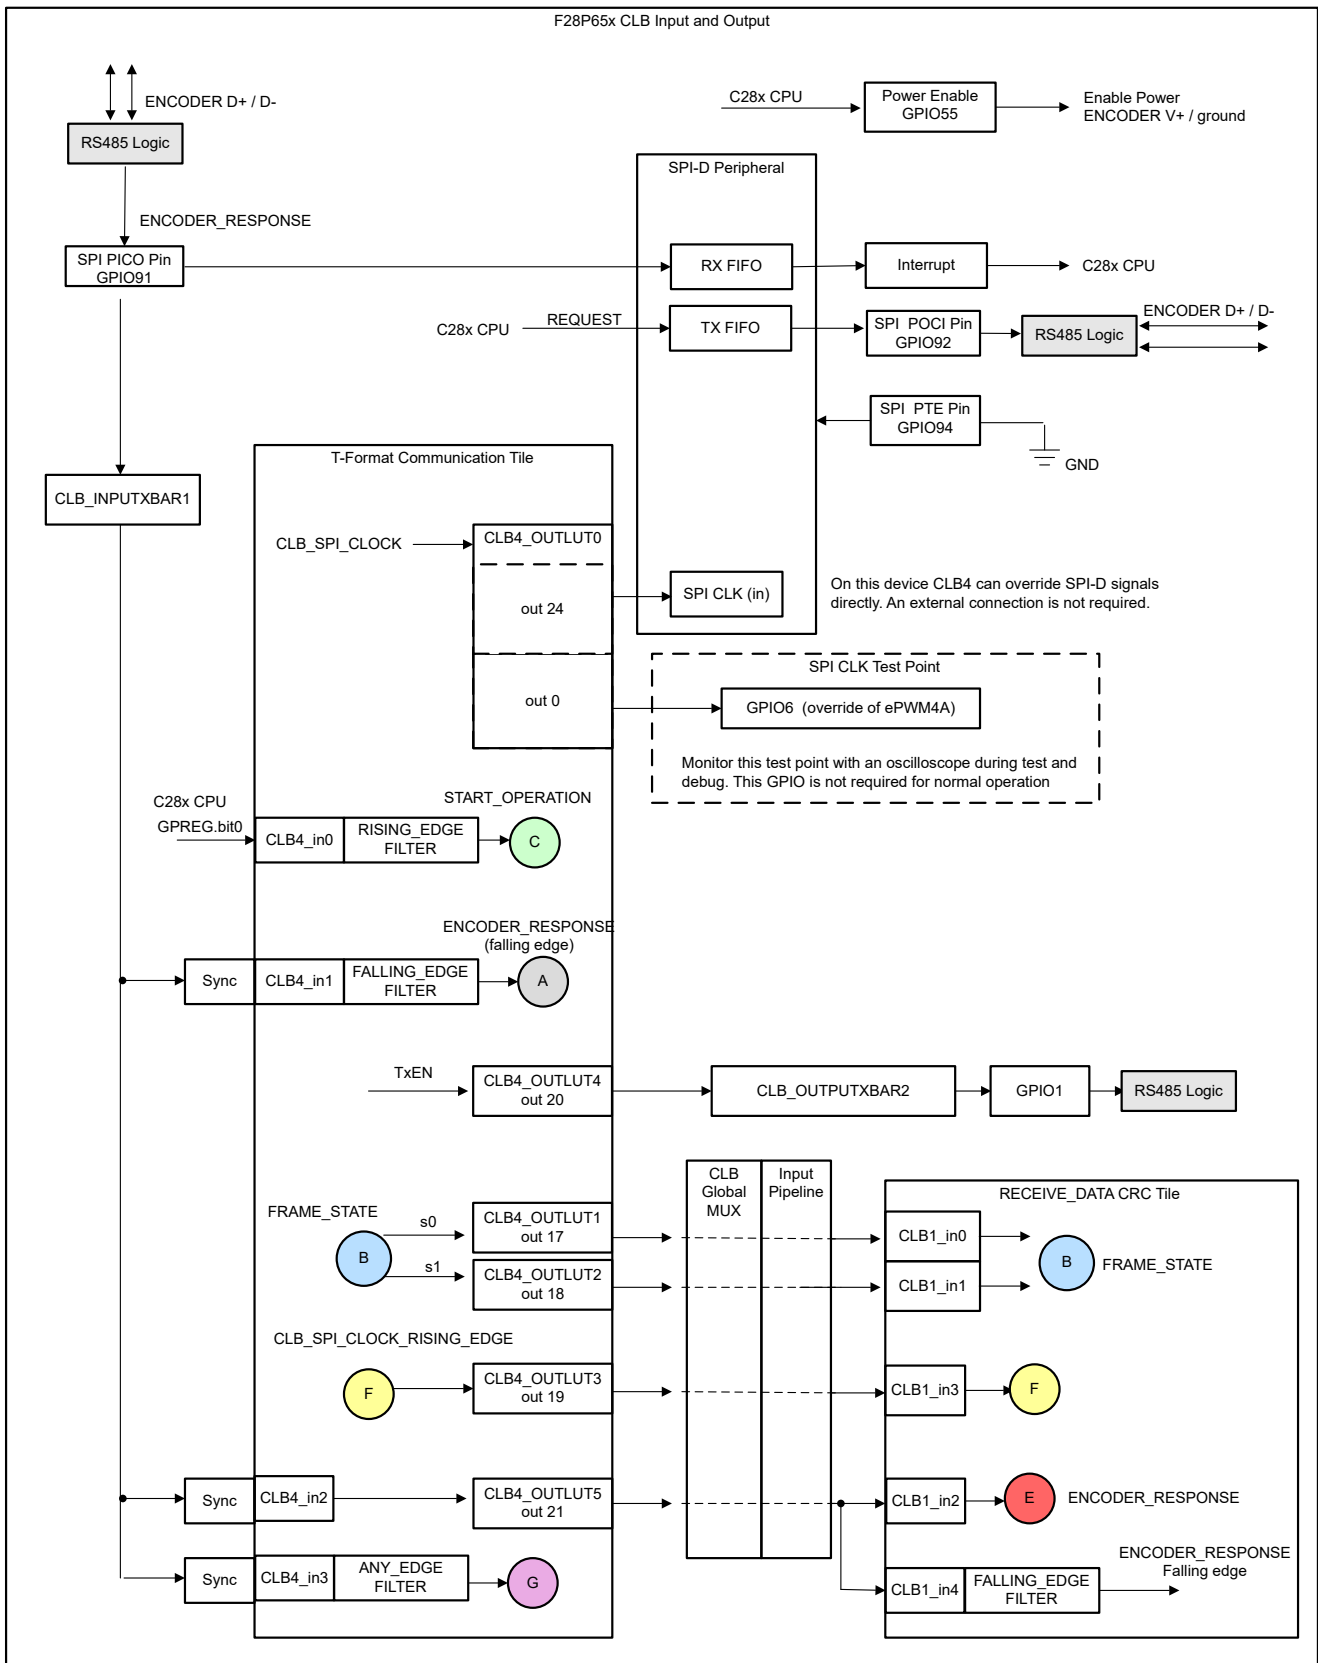 F28P65x CLB Input and Output
ENCODER D+ / D-
RS485 Logic
ENCODER_RESPONSE
SPI PICO Pin
GPIO91
C28x CPU
Power Enable
GPIO55
Enable Power
ENCODER V+ / ground
SPI-D Peripheral
RX FIFO
Interrupt
C28x CPU
C28x CPU
REQUEST
TX FIFO
SPI POCI Pin
GPIO92
RS485 Logic
ENCODER D+ / D-
SPI PTE Pin
GPIO94
GND
CLB_INPUTXBAR1
T-Format Communication Tile
CLB_SPI_CLOCK
CLB4_OUTLUT0
out 24
SPI CLK (in)
On this device CLB4 can override SPI-D signals
directly. An external connection is not required.
out 0
SPI CLK Test Point
GPIO6 (override of ePWM4A)
Monitor this test point with an oscilloscope during test and
debug. This GPIO is not required for normal operation
C28x CPU
GPREG.bit0
CLB4_in0
RISING_EDGE
FILTER
START_OPERATION
C
ENCODER_RESPONSE
(falling edge)
Sync
CLB4_in1
FALLING_EDGE
FILTER
A
TxEN
CLB4_OUTLUT4
out 20
CLB_OUTPUTXBAR2
GPIO1
RS485 Logic
CLB
Global
MUX
Input
Pipeline
RECEIVE_DATA CRC Tile
FRAME_STATE
B
s0
s1
CLB4_OUTLUT1
out 17
CLB4_OUTLUT2
out 18
CLB1_in0
CLB1_in1
B
FRAME_STATE
CLB_SPI_CLOCK_RISING_EDGE
F
CLB4_OUTLUT3
out 19
CLB1_in3
F
Sync
CLB4_in2
CLB4_OUTLUT5
out 21
CLB1_in2
E
ENCODER_RESPONSE
Sync
CLB4_in3
ANY_EDGE
FILTER
G
CLB1_in4
FALLING_EDGE
FILTER
ENCODER_RESPONSE
Falling edge